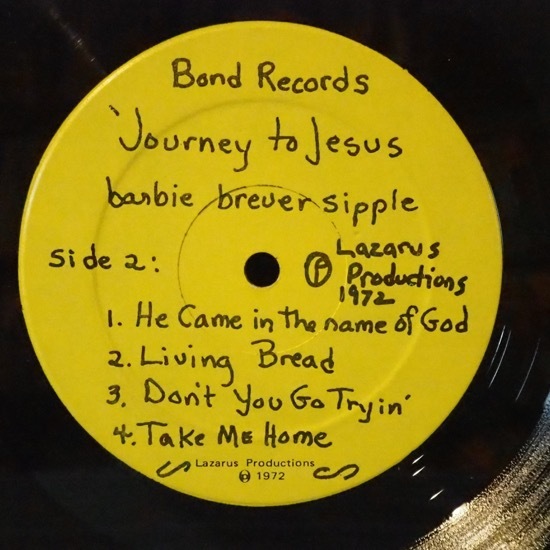 Bond Records
'Journey to Jesus
barbie breuer sipple
side 2:
Ⓟ Lazarus
Productions
1972
1. He Came in the name of God
2. Living Bread
3. Don't You Go Tryin'
4. Take Me Home
Lazarus Productions
℗ 1972